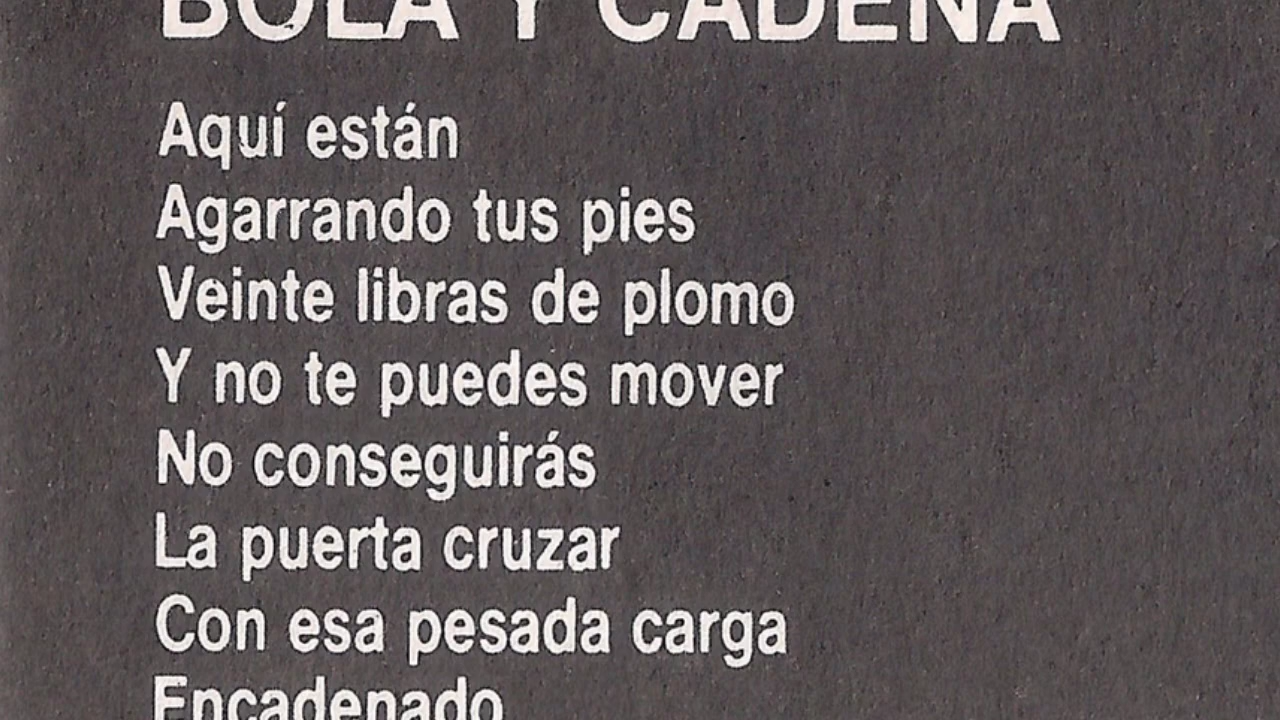 BOLA Y CADENA
Aquí están
Agarrando tus pies
Veinte libras de plomo
Y no te puedes mover
No conseguirás
La puerta cruzar
Con esa pesada carga
Encadenado